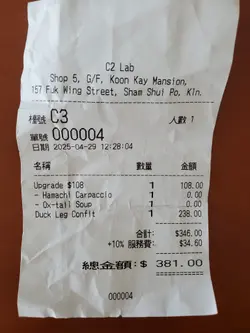 C2 Lab
Shop 5, G/F, Koon Kay Mansion,
157 Fuk Wing Street, Sham Shui Po, Kln.
檯號 C3 人數 1
單號 000004
日期 2025-04-29 12:28:04
名稱 數量 金額
Upgrade $108 1 108.00
- Hamachi Carpaccio 1 0.00
- Ox-tail Soup 1 0.00
Duck Leg Confit 1 238.00
合計: $346.00
+10% 服務費: $34.60
總金額: $ 381.00
000004